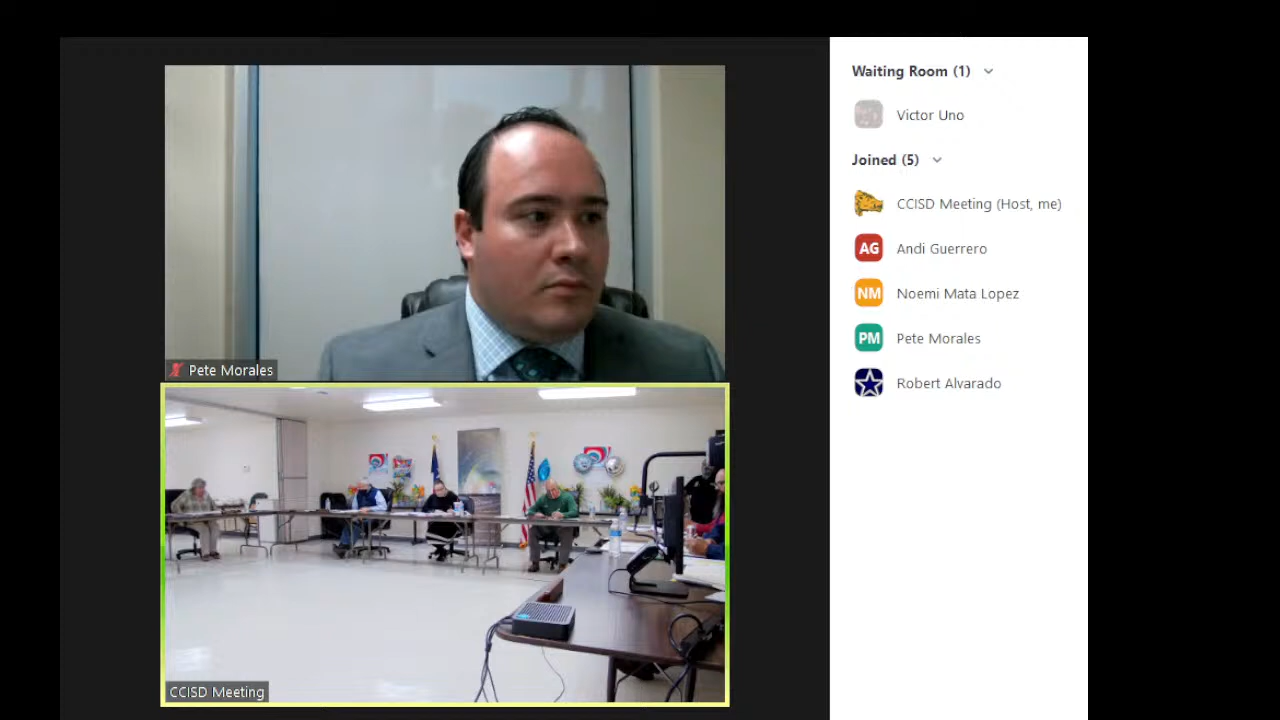 Pete Morales
CCISD Meeting
Waiting Room (1)
Victor Uno
Joined (5)
CCISD Meeting (Host, me)
AG Andi Guerrero
NM Noemi Mata Lopez
PM Pete Morales
Robert Alvarado